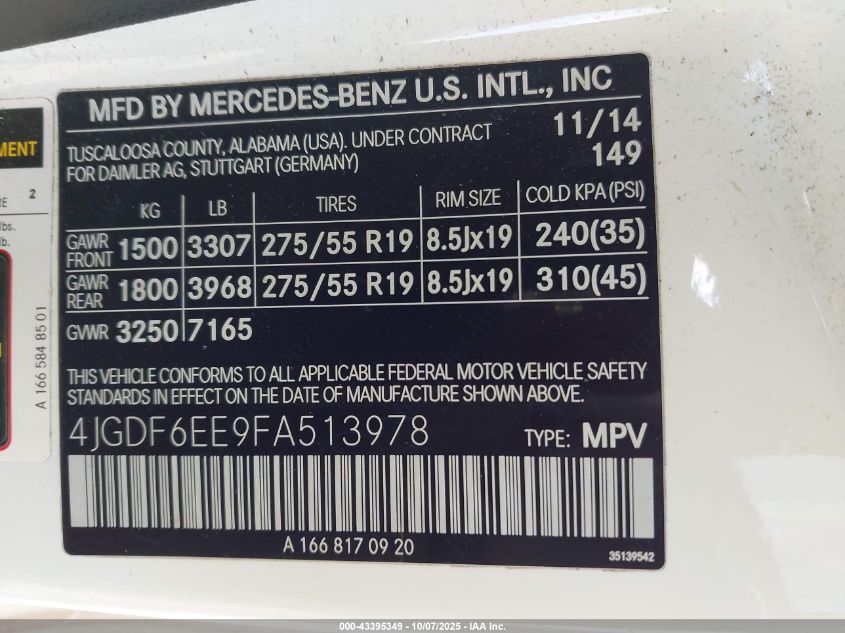 MFD BY MERCEDES-BENZ U.S. INTL., INC
TUSCALOOSA COUNTY, ALABAMA (USA). UNDER CONTRACT 11/14
FOR DAIMLER AG, STUTTGART (GERMANY) 149
KG LB TIRES RIM SIZE COLD KPA (PSI)
GAWR FRONT 1500 3307 275/55 R19 8.5Jx19 240(35)
GAWR REAR 1800 3968 275/55 R19 8.5Jx19 310(45)
GVWR 3250 7165
THIS VEHICLE CONFORMS TO ALL APPLICABLE FEDERAL MOTOR VEHICLE SAFETY
STANDARDS IN EFFECT ON THE DATE OF MANUFACTURE SHOWN ABOVE.
4JGDF6EE9FA513978 TYPE: MPV
A 166 817 09 20
35139542
2
lbs.
lb.
A 166 584 85 01
000-43395349 - 10/07/2025 - IAA Inc.